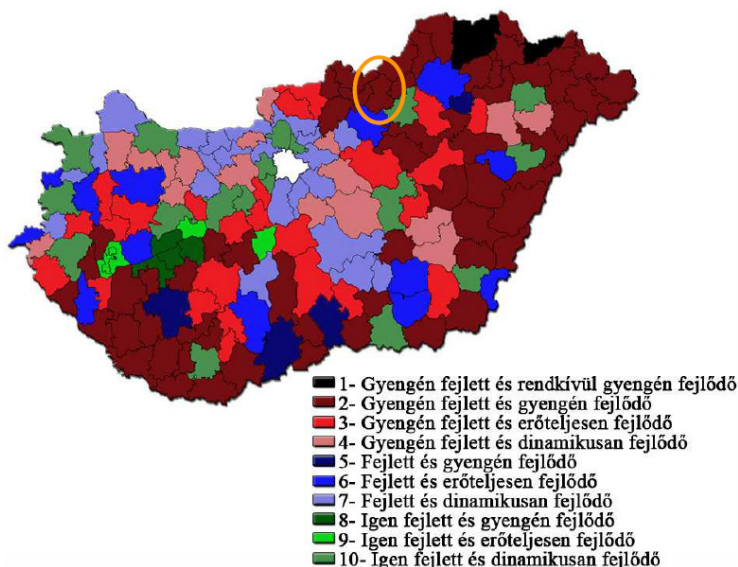 1- Gyengén fejlett és rendkívül gyengén fejlődő
2- Gyengén fejlett és gyengén fejlődő
3- Gyengén fejlett és erőteljesen fejlődő
4- Gyengén fejlett és dinamikusan fejlődő
5- Fejlett és gyengén fejlődő
6- Fejlett és erőteljesen fejlődő
7- Fejlett és dinamikusan fejlődő
8- Igen fejlett és gyengén fejlődő
9- Igen fejlett és erőteljesen fejlődő
10- Igen fejlett és dinamikusan fejlődő